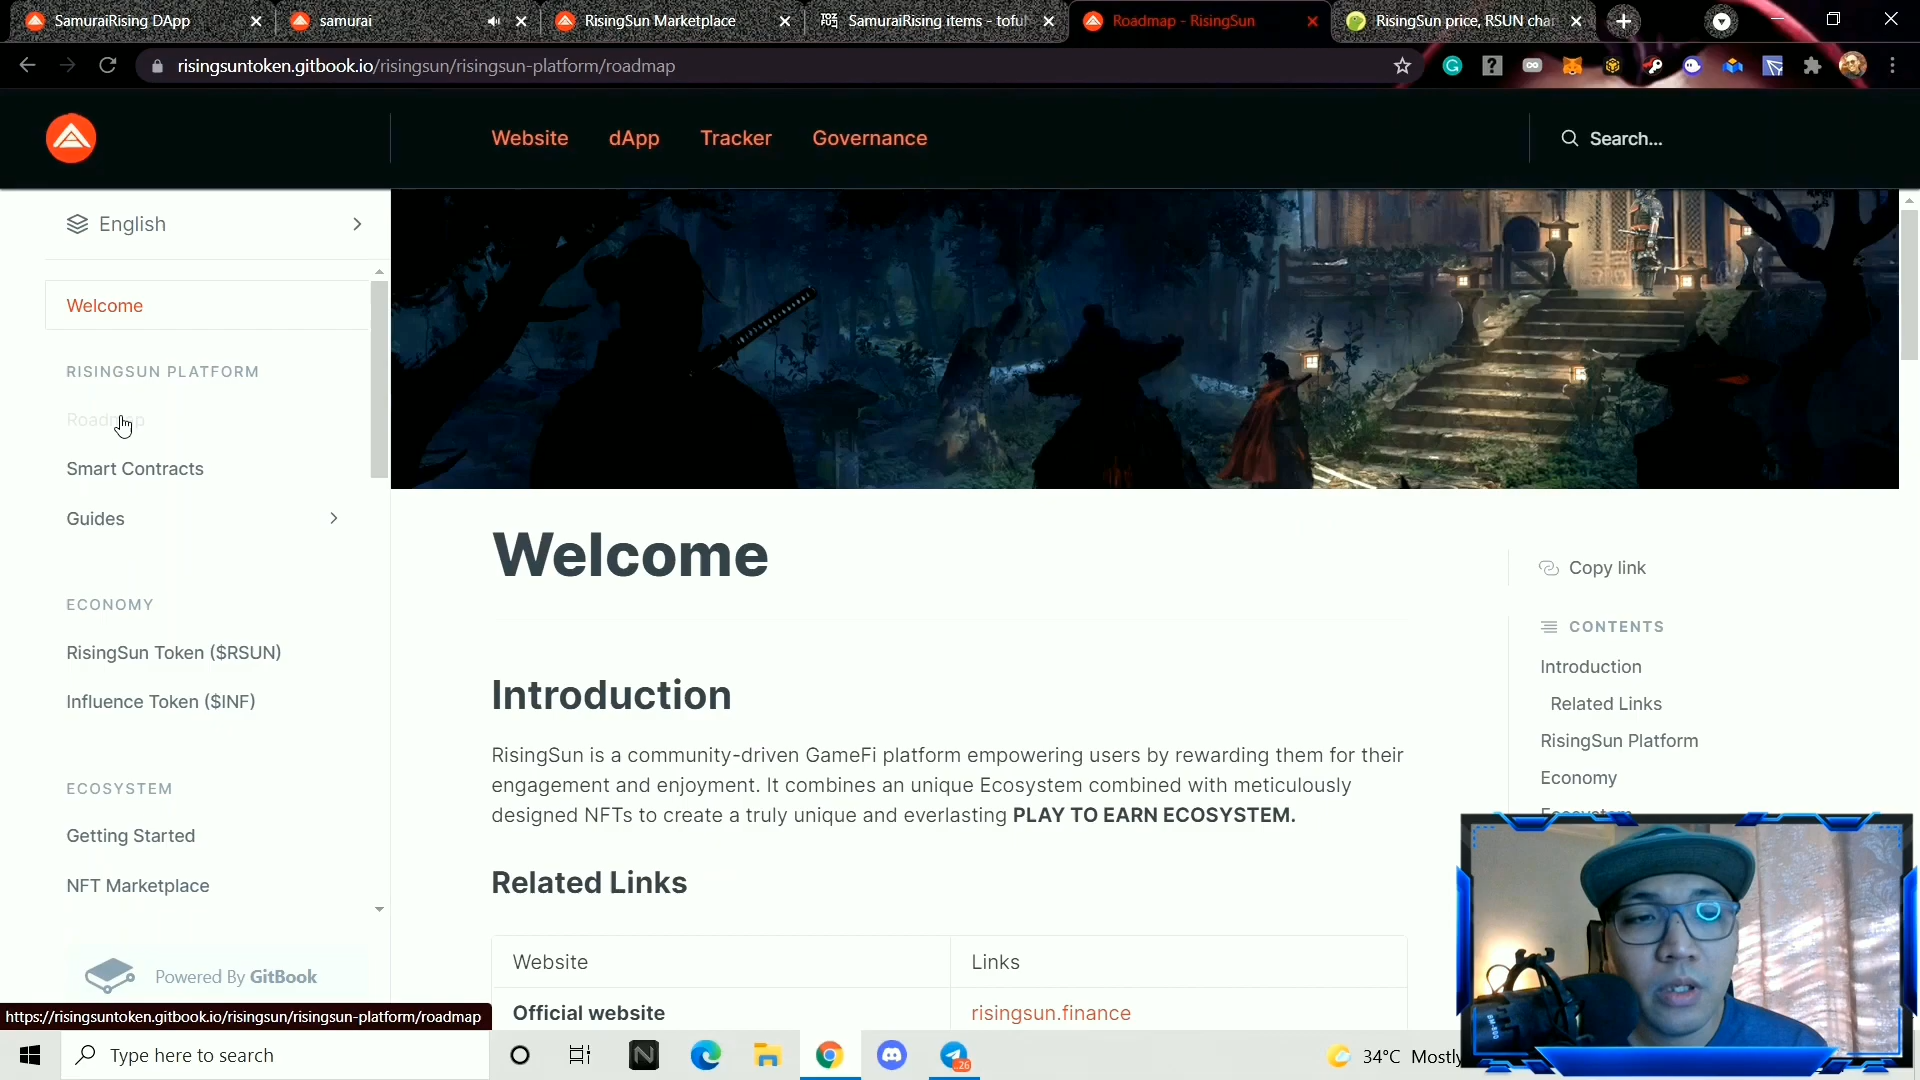 SamuraiRising DApp
samurai
RisingSun Marketplace
SamuraiRising items - tofu
Roadmap - RisingSun
RisingSun price, RSUN cha
risingsuntoken.gitbook.io/risingsun/risingsun-platform/roadmap
Website
dApp
Tracker
Governance
Search...
English
Welcome
RISINGSUN PLATFORM
Roadmap
Smart Contracts
Guides
ECONOMY
RisingSun Token ($RSUN)
Influence Token ($INF)
ECOSYSTEM
Getting Started
NFT Marketplace
Powered By GitBook
Welcome
Introduction
RisingSun is a community-driven GameFi platform empowering users by rewarding them for their
engagement and enjoyment. It combines an unique Ecosystem combined with meticulously
designed NFTs to create a truly unique and everlasting PLAY TO EARN ECOSYSTEM.
Related Links
Website
Links
Official website
risingsun.finance
Copy link
CONTENTS
Introduction
Related Links
RisingSun Platform
Economy
Ecosystem
https://risingsuntoken.gitbook.io/risingsun/risingsun-platform/roadmap
Type here to search
26
34°C Mostly